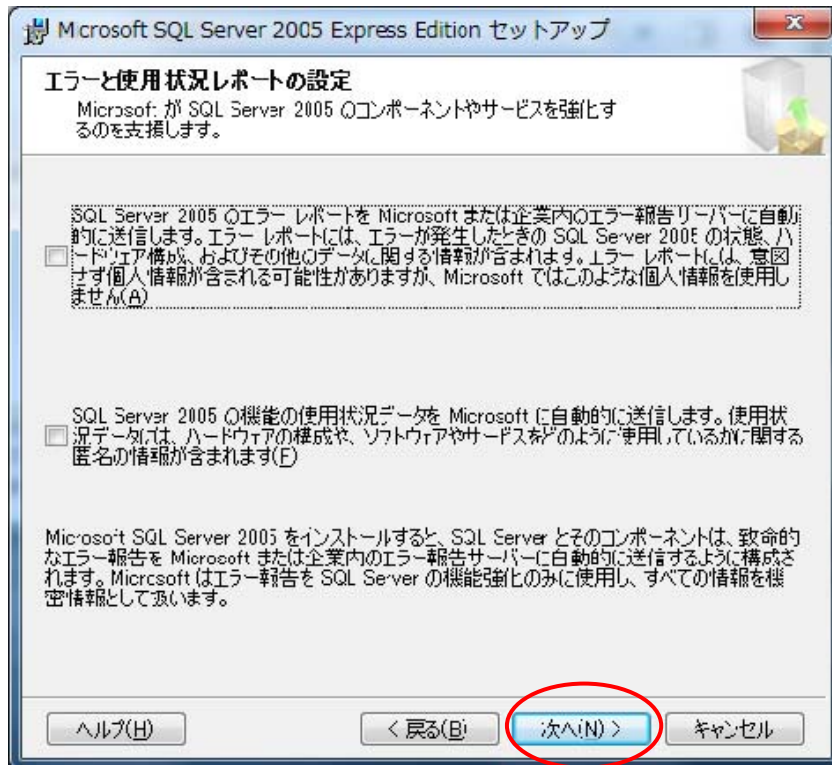 Microsoft SQL Server 2005 Express Edition セットアップ
エラーと使用状況レポートの設定
Microsoft が SQL Server 2005 のコンポーネントやサービスを強化す
るのを支援します。
SQL Server 2005 のエラー レポートを Microsoft または企業内のエラー報告サーバーに自動
的に送信します。エラー レポートには、エラーが発生したときの SQL Server 2005 の状態、ハ
ードウェア構成、およびその他のデータに関する情報が含まれます。エラー レポートには、意図
せず個人情報が含まれる可能性がありますが、Microsoft ではこのような個人情報を使用し
ません(A)
SQL Server 2005 の機能の使用状況データを Microsoft に自動的に送信します。使用状
況データには、ハードウェアの構成や、ソフトウェアやサービスをどのように使用しているかに関する
匿名の情報が含まれます(F)
Microsoft SQL Server 2005 をインストールすると、SQL Server とそのコンポーネントは、致命的
なエラー報告を Microsoft または企業内のエラー報告サーバーに自動的に送信するように構成さ
れます。Microsoft はエラー報告を SQL Server の機能強化のみに使用し、すべての情報を機
密情報として扱います。
ヘルプ(H)
< 戻る(B)
次へ(N) >
キャンセル